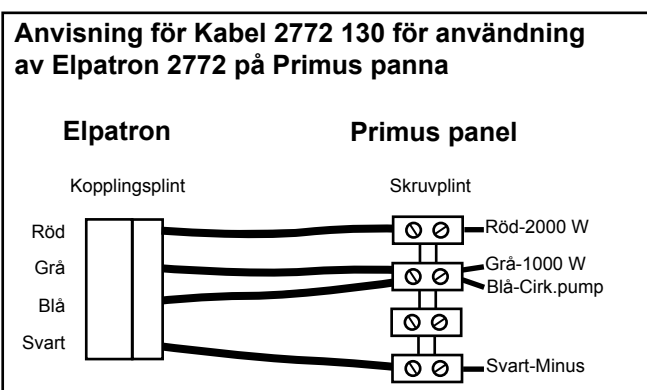 Anvisning för Kabel 2772 130 för användning
av Elpatron 2772 på Primus panna
Elpatron
Primus panel
Kopplingsplint
Skruvplint
Röd
Röd-2000 W
Grå
Grå-1000 W
Blå
Blå-Cirk.pump
Svart
Svart-Minus